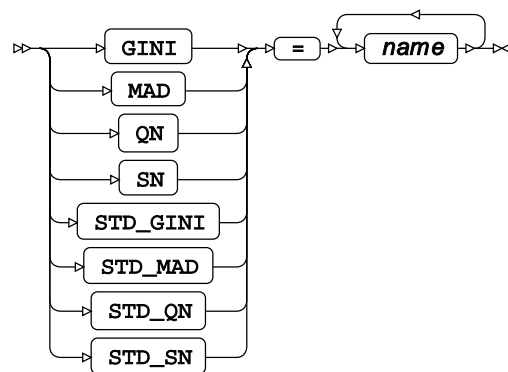 GINI = name
MAD
QN
SN
STD_GINI
STD_MAD
STD_QN
STD_SN